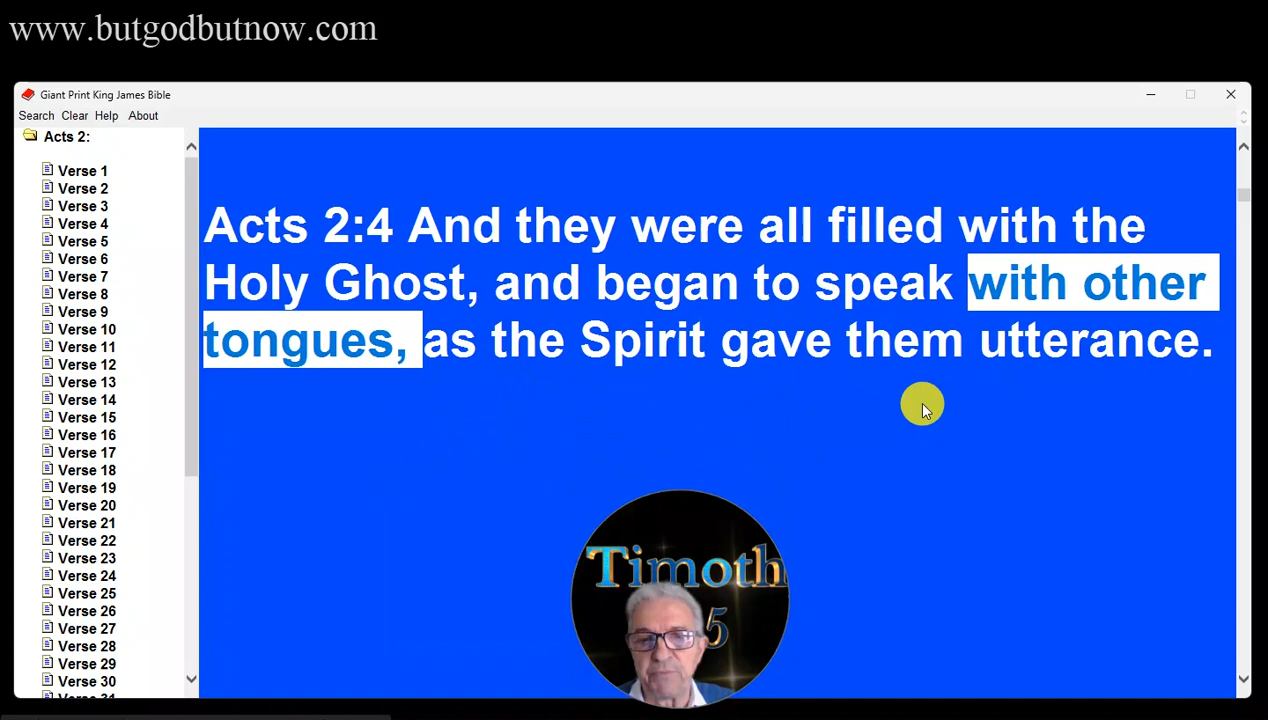 www.butgodbutnow.com
Giant Print King James Bible
Search Clear Help About
Acts 2:
Verse 1
Verse 2
Verse 3
Verse 4
Verse 5
Verse 6
Verse 7
Verse 8
Verse 9
Verse 10
Verse 11
Verse 12
Verse 13
Verse 14
Verse 15
Verse 16
Verse 17
Verse 18
Verse 19
Verse 20
Verse 21
Verse 22
Verse 23
Verse 24
Verse 25
Verse 26
Verse 27
Verse 28
Verse 29
Verse 30
Verse 31
Acts 2:4 And they were all filled with the
Holy Ghost, and began to speak with other
tongues, as the Spirit gave them utterance.
Timoth
5